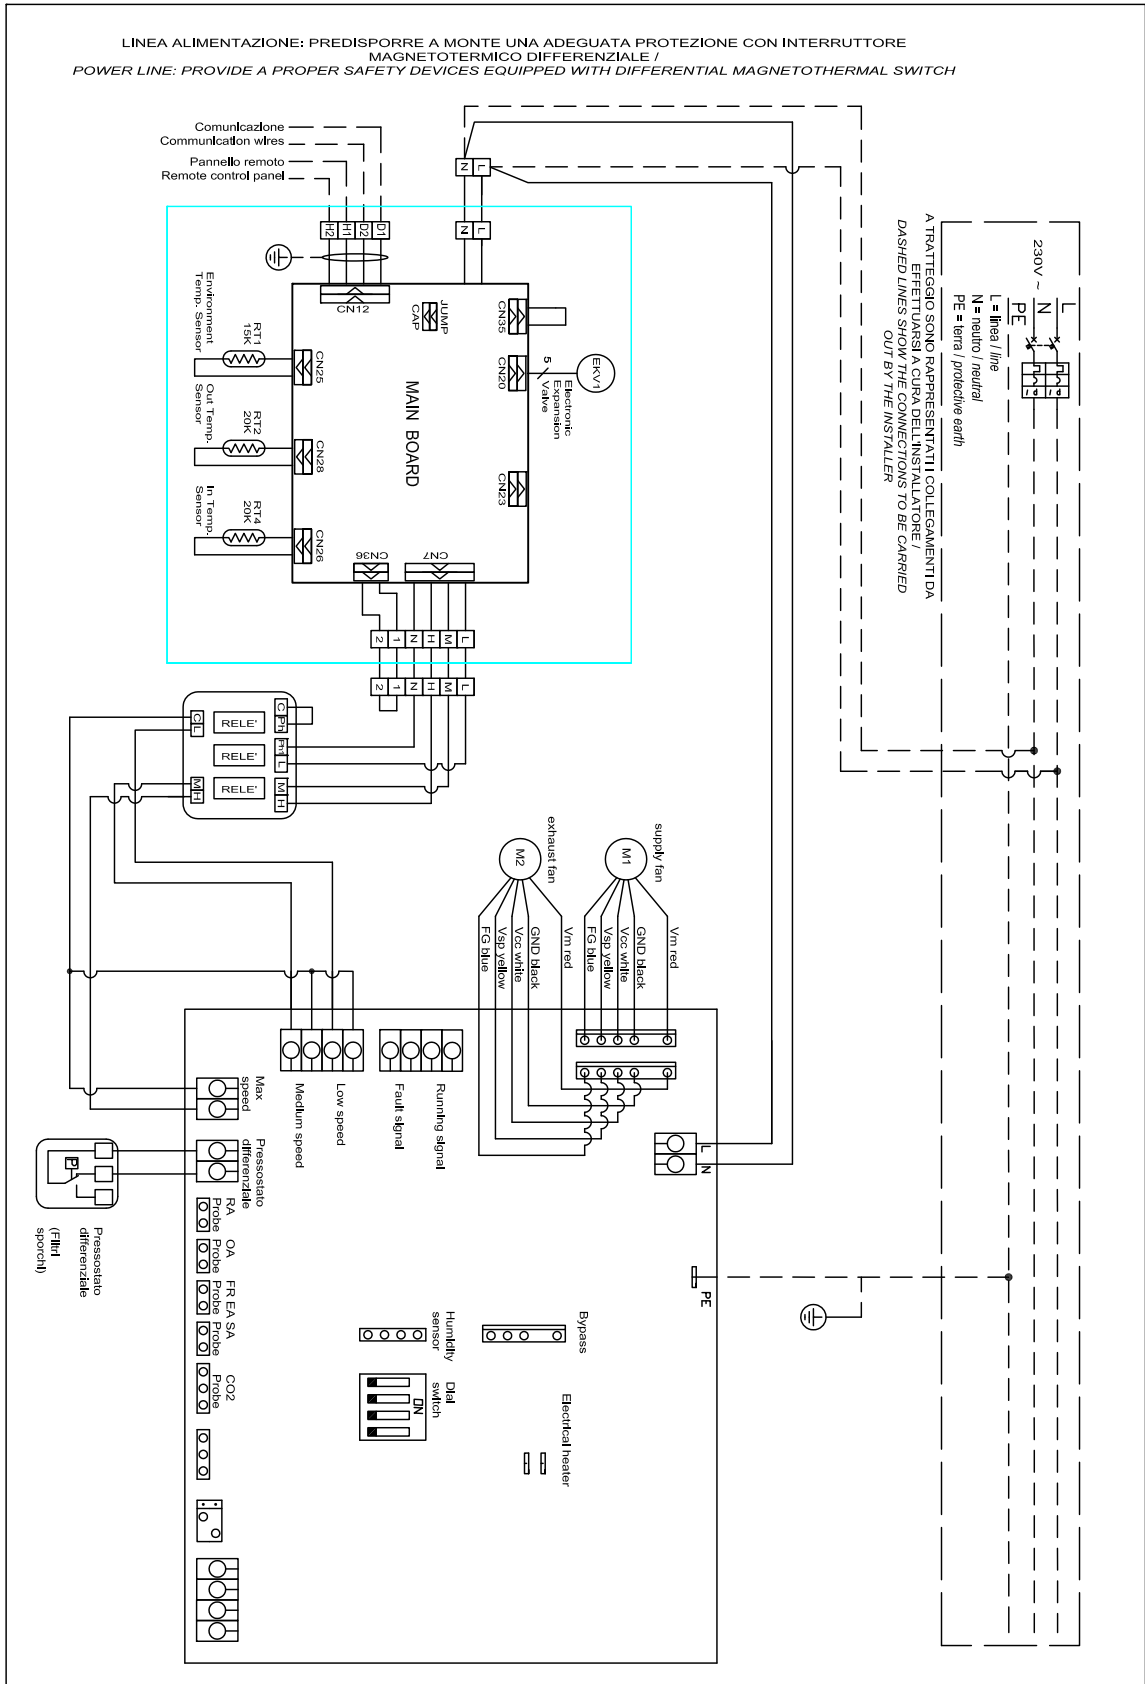 LINEA ALIMENTAZIONE: PREDISPORRE A MONTE UNA ADEGUATA PROTEZIONE CON INTERRUTTORE
MAGNETOTERMICO DIFFERENZIALE /
POWER LINE: PROVIDE A PROPER SAFETY DEVICES EQUIPPED WITH DIFFERENTIAL MAGNETOTHERMAL SWITCH
Comunicazione
Communication wires
Pannello remoto
Remote control panel
N L
N L
H2 H1 D2 D1
CN12
JUMP
CAP
CN35
CN20
5
EKV1
Electronic
Expansion
Valve
CN23
MAIN BOARD
Environment
Temp. Sensor
RT1
15K
CN25
Out Temp.
Sensor
RT2
20K
CN28
In Temp.
Sensor
RT4
20K
CN26
CN36
CN7
2 1 N H M L
2 1 N H M L
A TRATTEGGIO SONO RAPPRESENTATI I COLLEGAMENTI DA
EFFETTUARSI A CURA DELL'INSTALLATORE /
DASHED LINES SHOW THE CONNECTIONS TO BE CARRIED
OUT BY THE INSTALLER
230V ~
L
N
PE
L = linea / line
N = neutro / neutral
PE = terra / protective earth
I d
I d
C
L
RELE'
C
Ph
RELE'
Ph1
L
M
H
RELE'
M
H
exhaust fan
M2
supply fan
M1
FG blue
Vsp yellow
Vcc white
GND black
Vm red
FG blue
Vsp yellow
Vcc white
GND black
Vm red
Max
speed
Medium speed
Low speed
Fault signal
Running signal
L
N
PE
Pressostato
differenziale
P
Pressostato
differenziale
(Filtri
sporchi)
RA
Probe
OA
Probe
FR EA
Probe
SA
Probe
CO2
Probe
Humidity
sensor
Dial
switch
ON
Bypass
Electrical heater